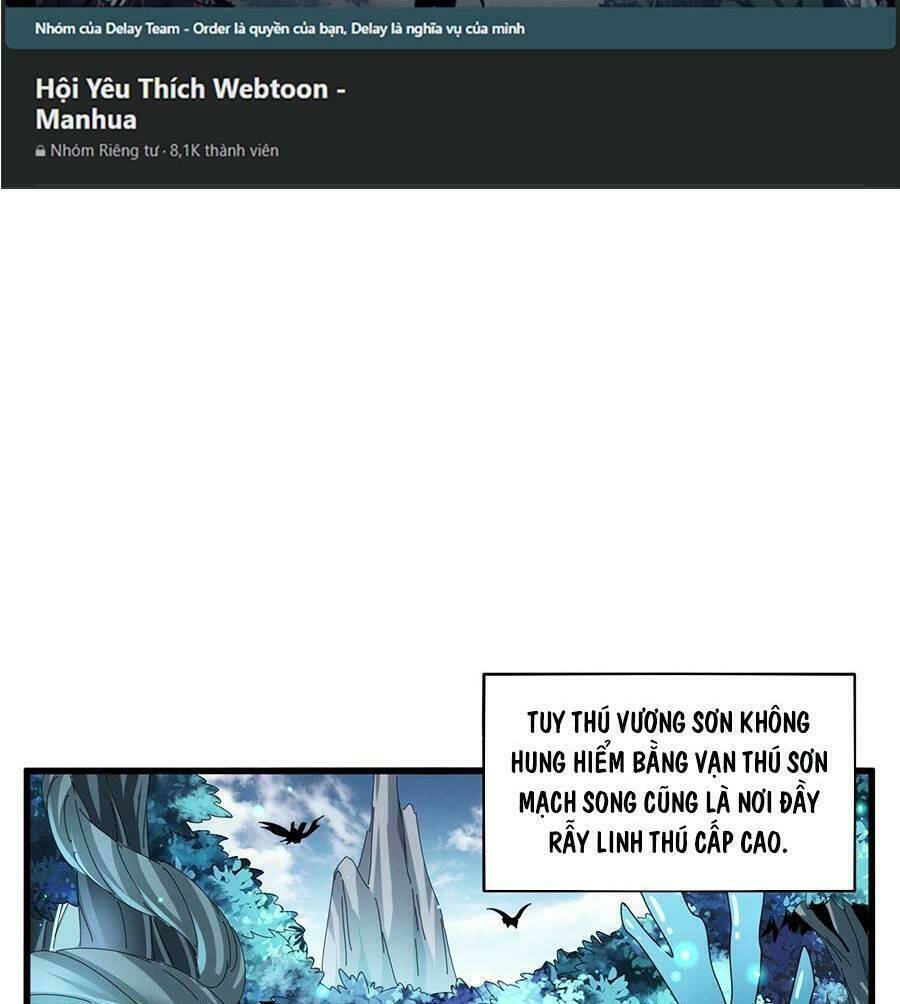 Nhóm của Delay Team - Order là quyền của bạn, Delay là nghĩa vụ của mình
Hội Yêu Thích Webtoon -
Manhua
Nhóm Riêng tư · 8,1K thành viên
TUY THÚ VƯƠNG SƠN KHÔNG
HUNG HIỂM BẰNG VẠN THÚ SƠN
MẠCH SONG CŨNG LÀ NƠI ĐẦY
RẪY LINH THÚ CẤP CAO.